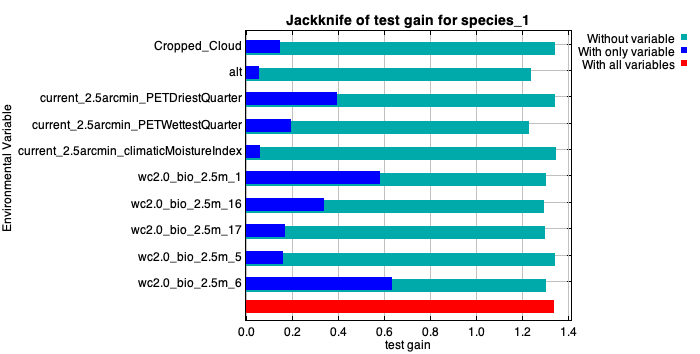 Jackknife of test gain for species_1
Without variable
With only variable
With all variables
Environmental Variable
Cropped_Cloud
alt
current_2.5arcmin_PETDriestQuarter
current_2.5arcmin_PETWettestQuarter
current_2.5arcmin_climaticMoistureIndex
wc2.0_bio_2.5m_1
wc2.0_bio_2.5m_16
wc2.0_bio_2.5m_17
wc2.0_bio_2.5m_5
wc2.0_bio_2.5m_6
0.0 0.2 0.4 0.6 0.8 1.0 1.2 1.4
test gain